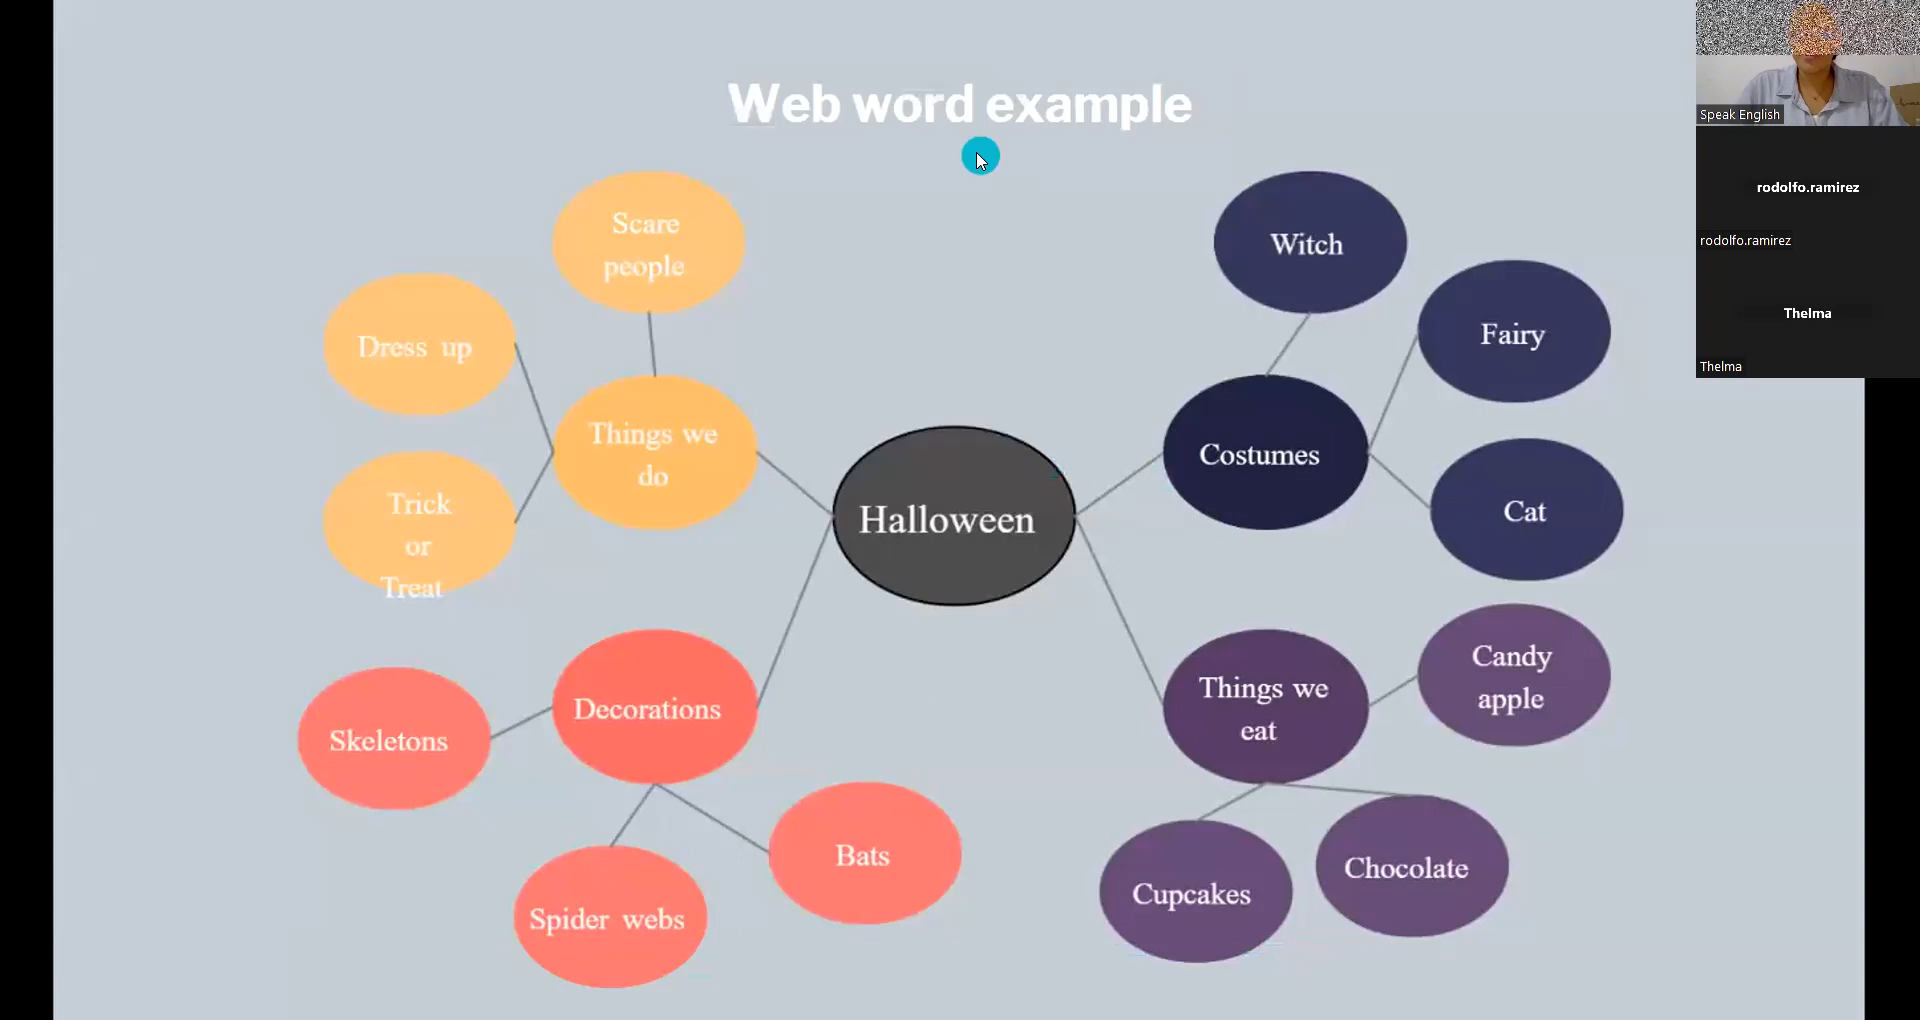 Web word example
Scare
people
Dress up
Things we
do
Trick
or
Treat
Halloween
Witch
Fairy
Costumes
Cat
Decorations
Skeletons
Spider webs
Bats
Things we
eat
Candy
apple
Cupcakes
Chocolate
Speak English
rodolfo.ramirez
rodolfo.ramirez
Thelma
Thelma